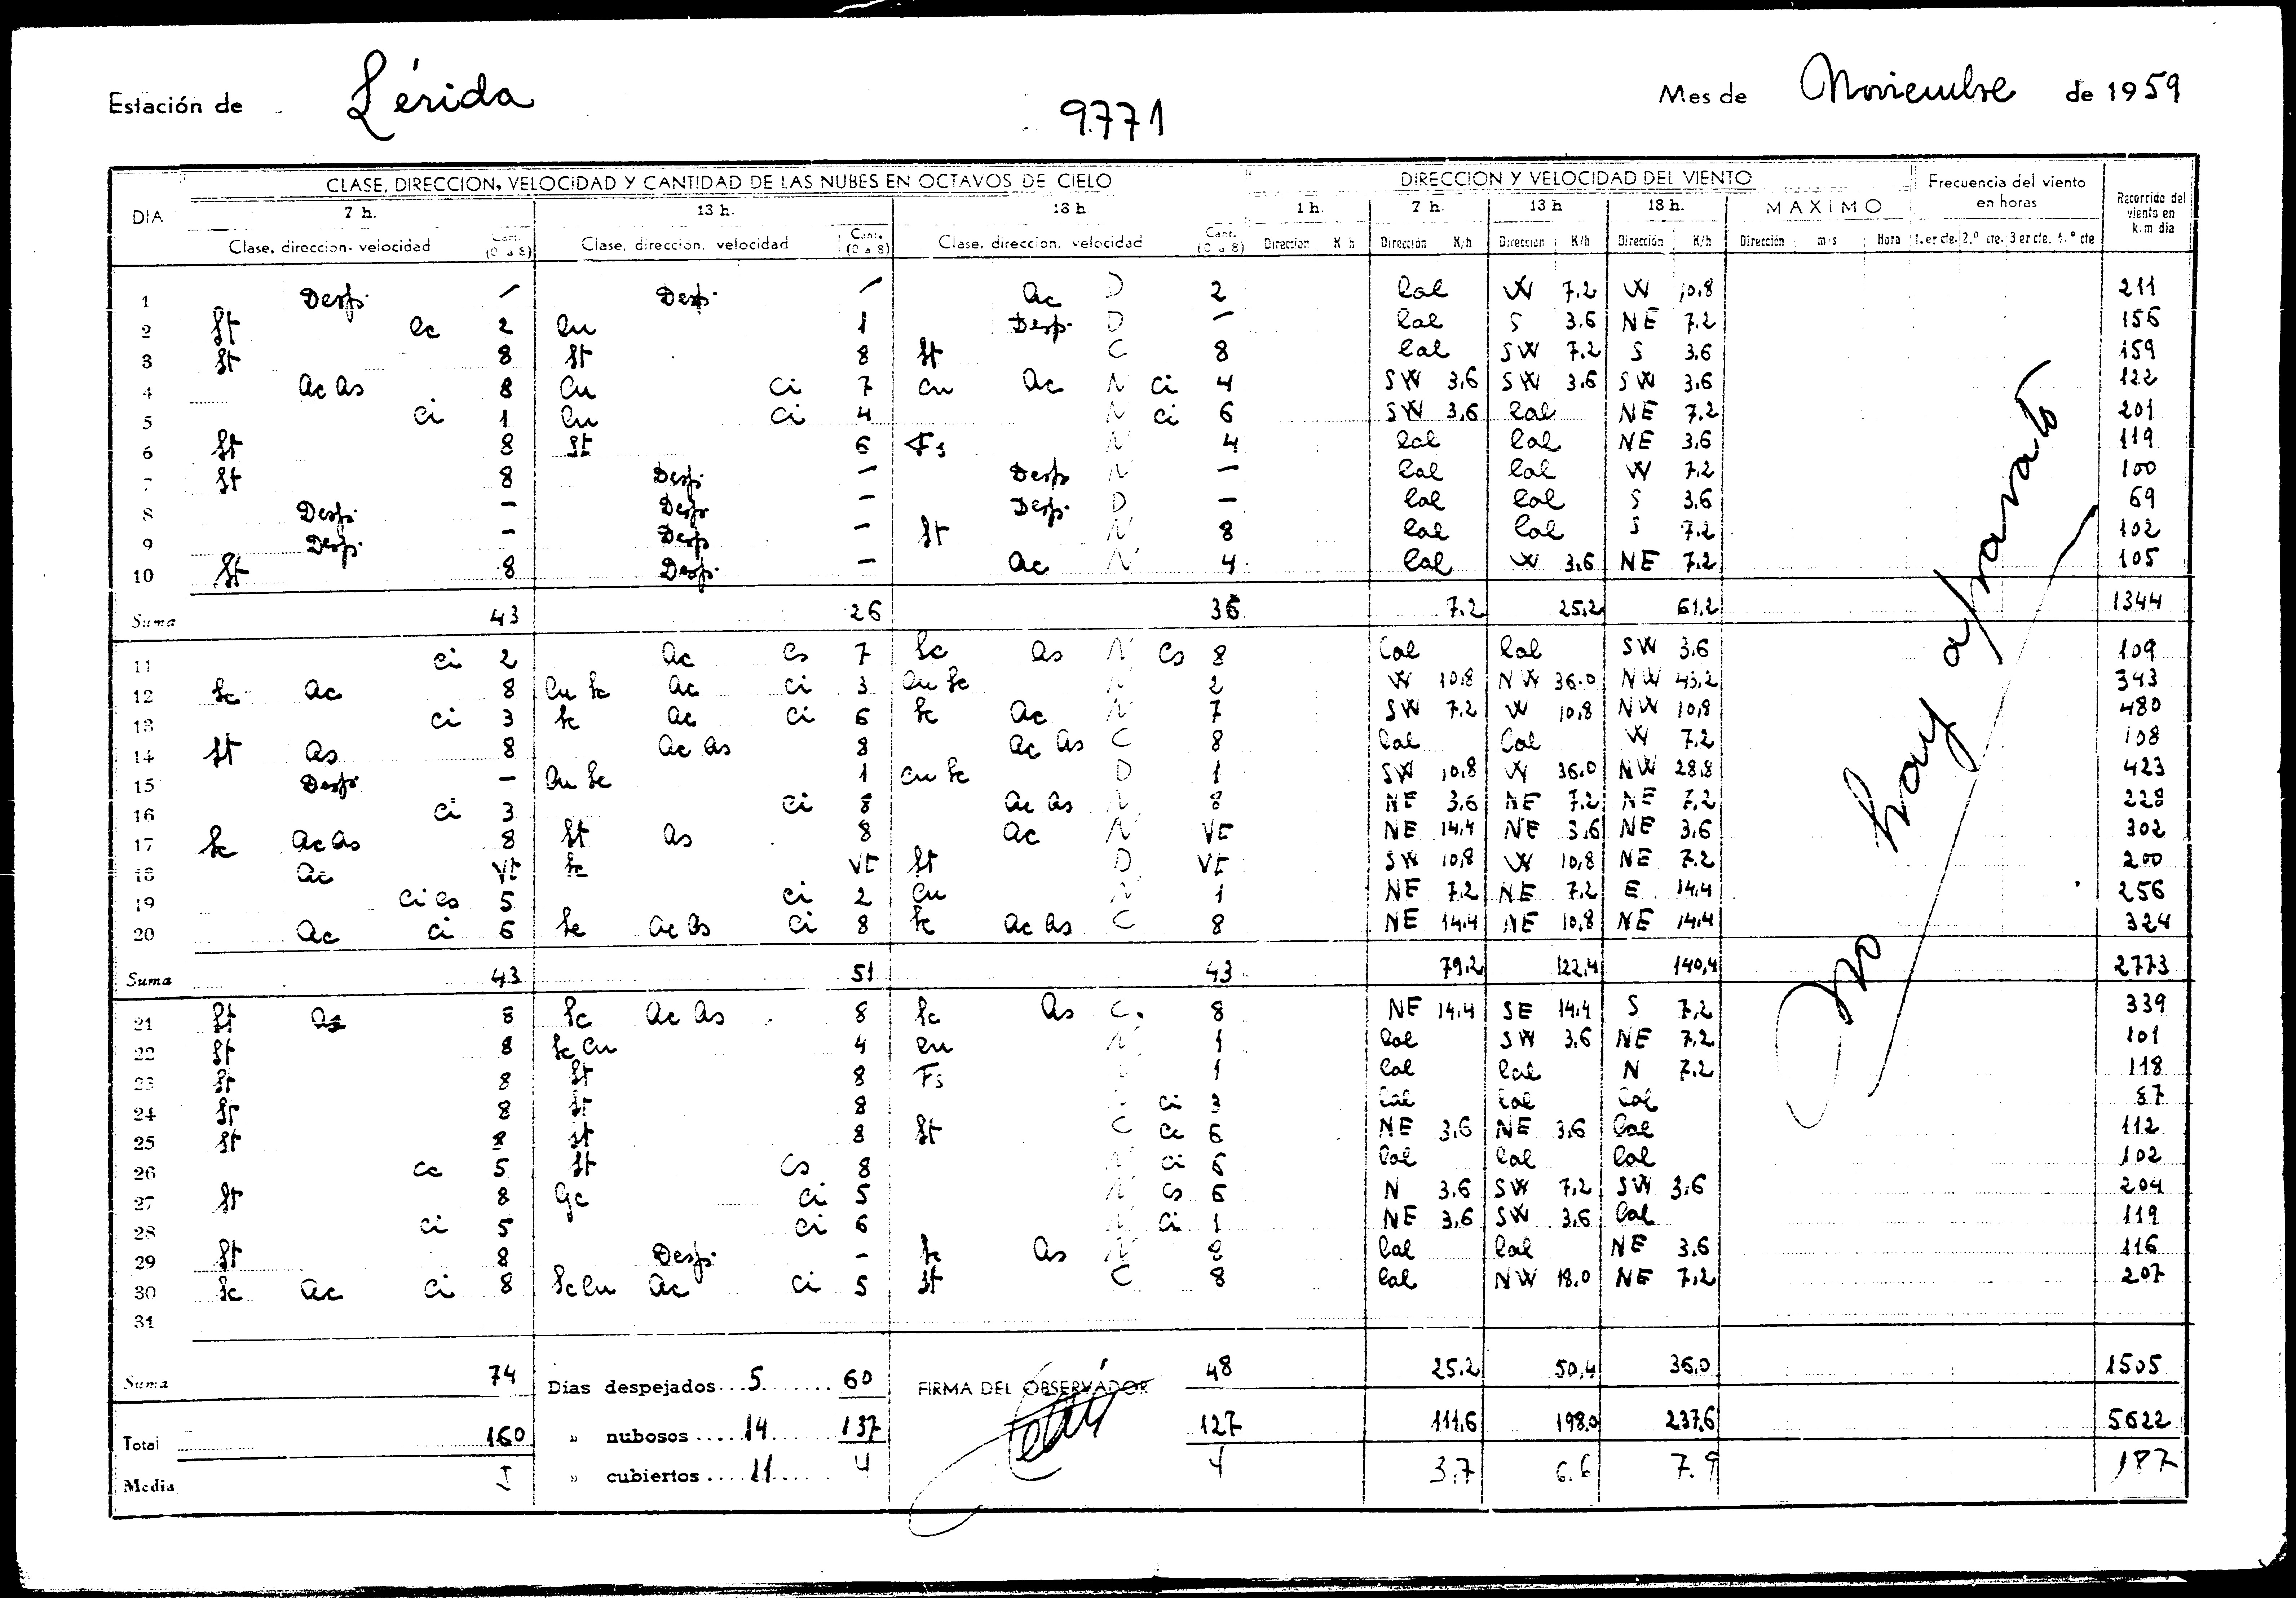 Estación de Lérida 9771 Mes de Noviembre de 1959
CLASE, DIRECCION, VELOCIDAD Y CANTIDAD DE LAS NUBES EN OCTAVOS DE CIELO DIRECCION Y VELOCIDAD DEL VIENTO Frecuencia del viento en horas Recorrido del viento en k.m dia
DIA 7 h. 13 h. 18 h 1 h. 7 h. 13 h 18 h. MAXIMO
Clase, direccion, velocidad Cant. (0 a 8) Clase, dirección, velocidad Cant. (0 a 8) Clase, direccion, velocidad Cant. (0 a 8) Direccion K h Dirección K/h Dirección K/h Dirección K/h Dirección m/s Hora 1.er cte. 2.º cte. 3.er cte. 4.º cte
1 Desp. – Desp. – Ac D 2 Cal W 7.2 W 10.8 211
2 St Cc 2 Cu 1 Desp. D – Cal S 3.6 NE 7.2 156
3 St 8 St 8 St C 8 Cal SW 7.2 S 3.6 159
4 Ac As 8 Cu Ci 7 Cu Ac N Ci 4 SW 3.6 SW 3.6 SW 3.6 122
5 Ci 1 Cu Ci 4 N Ci 6 SW 3.6 Cal NE 7.2 201
6 St 8 St 6 Fs N 4 Cal Cal NE 3.6 119
7 St 8 Desp. – Desp N – Cal Cal W 7.2 100
8 Desp. – Desp. – Desp. D – Cal Cal S 3.6 69
9 Desp. – Desp – St N 8 Cal Cal S 7.2 102
10 St 8 Desp. – Ac N 4 Cal W 3.6 NE 7.2 105
Suma 43 26 36 7.2 25.2 61.2 1344
11 Ci 2 Ac Cs 7 Sc As N Cs 8 Cal Cal SW 3.6 109
12 Sc Ac 8 Cu Sc Ac Ci 3 Cu Sc N 2 W 10.8 NW 36.0 NW 43.2 343
13 Ci 3 Sc Ac Ci 6 Sc Ac N 7 SW 7.2 W 10.8 NW 10.8 480
14 St As 8 Ac As 8 Ac As C 8 Cal Cal W 7.2 108
15 Desp. – Cu Sc 1 Cu Sc D 1 SW 10.8 W 36.0 NW 28.8 423
16 Ci 3 Ci 8 Ac As N 8 NE 3.6 NE 7.2 NE 7.2 228
17 Sc Ac As 8 St As 8 Ac N VE NE 14.4 NE 3.6 NE 3.6 302
18 Ac VE Sc VE St D VE SW 10.8 W 10.8 NE 7.2 200
19 Ci Cs 5 Ci 2 Cu N 1 NE 7.2 NE 7.2 E 14.4 256
20 Ac Ci 6 Sc Ac As Ci 8 Sc Ac As C 8 NE 14.4 NE 10.8 NE 14.4 324
Suma 43 51 43 79.2 122.4 140.4 2773
21 St As 8 Sc Ac As 8 Sc As C. 8 NE 14.4 SE 14.4 S 7.2 339
22 St 8 Sc Cu 4 Cu N 1 Cal SW 3.6 NE 7.2 101
23 St 8 St 8 Fs 1 Cal Cal N 7.2 118
24 St 8 St 8 Ci 3 Cal Cal Cal 87
25 St 8 St 8 St C Cc 6 NE 3.6 NE 3.6 Cal 112
26 Cc 5 St Cs 8 N Ci 6 Cal Cal Cal 102
27 St 8 Ci 5 N Cs 6 N 3.6 SW 7.2 SW 3.6 204
28 Ci 5 Ci 6 N Ci 1 NE 3.6 SW 3.6 Cal 119
29 St 8 Desp. – Sc As N 8 Cal Cal NE 3.6 116
30 Sc Ac Ci 8 Sc Cu Ac Ci 5 St C 8 Cal NW 18.0 NE 7.2 207
31
no hay aparato
Suma 74 Dias despejados...5....... 60 FIRMA DEL OBSERVADOR 48 25.2 50.4 36.0 1505
Total 160 » nubosos....14 137 127 111.6 198.0 237.6 5622
Media 5 » cubiertos....11..... 4 4 3.7 6.6 7.9 187